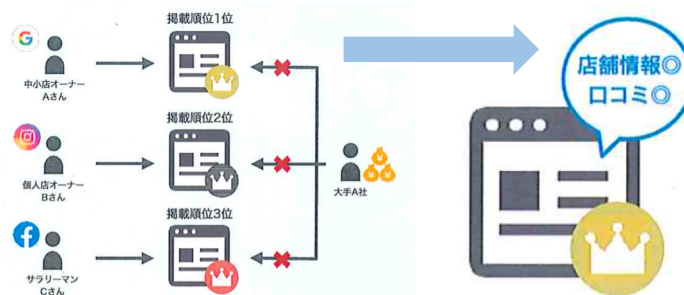 掲載順位1位
中小店オーナー
Aさん
掲載順位2位
個人店オーナー
Bさん
大手A社
掲載順位3位
サラリーマン
Cさん
店舗情報◎
口コミ◎